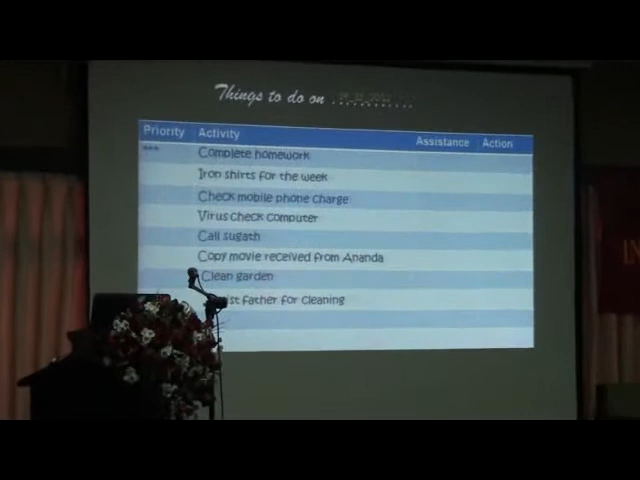 Things to do on
Priority Activity Assistance Action
*** Complete homework
Iron shirts for the week
Check mobile phone charge
Virus check computer
Call sugath
Copy movie received from Ananda
Clean garden
father for cleaning